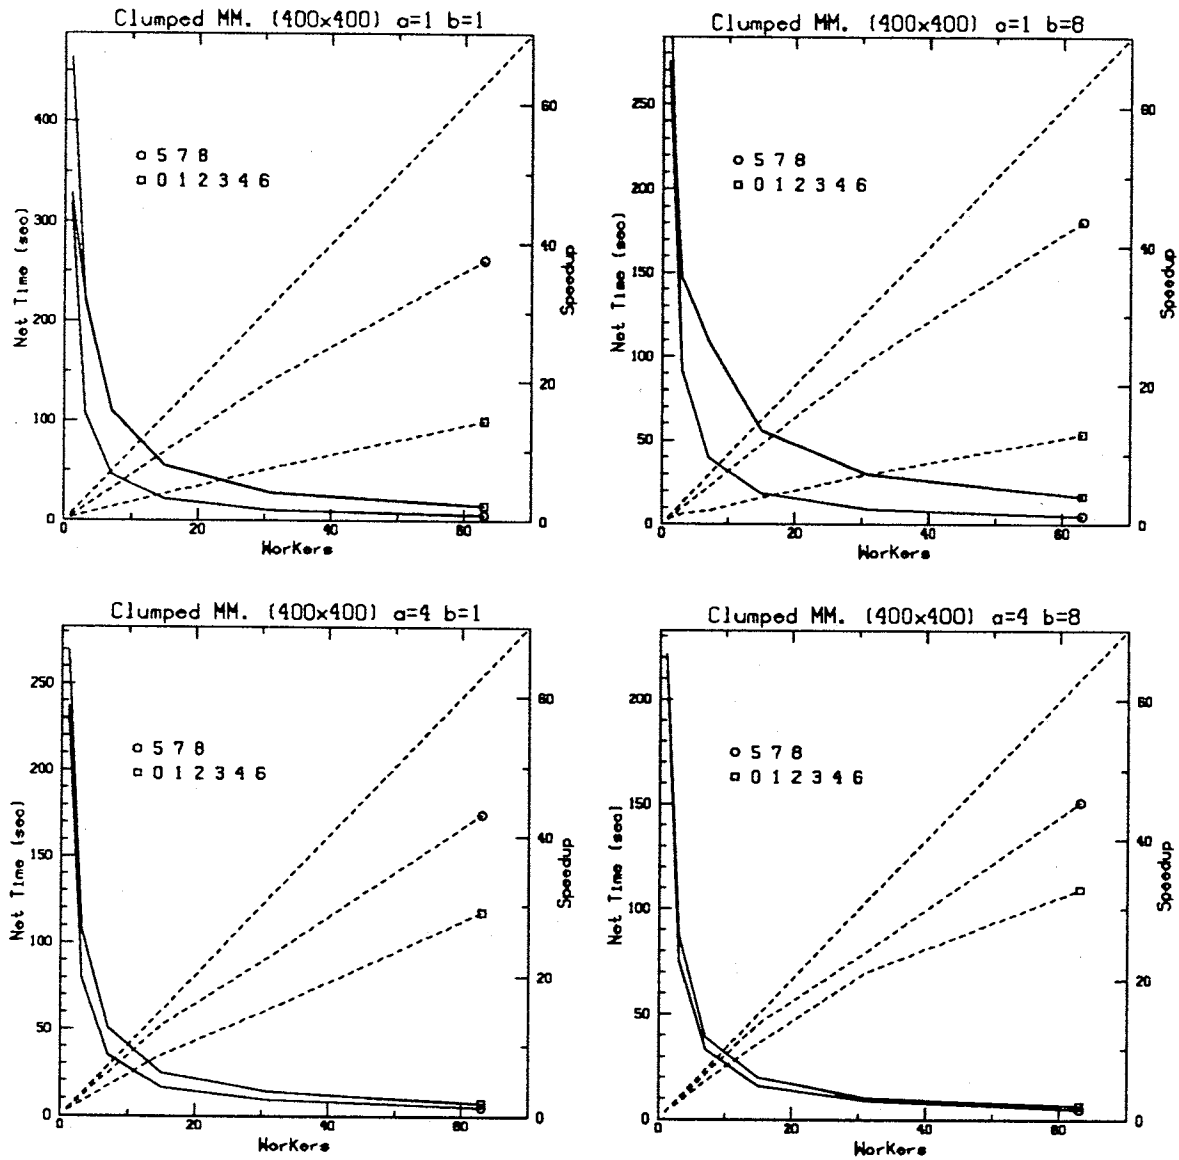 Clumped MM. (400x400) a=1 b=1
400
300
200
100
0
60
40
20
0
0 20 40 60
Net Time (sec)
Speedup
Workers
o 5 7 8
□ 0 1 2 3 4 6
Clumped MM. (400x400) a=1 b=8
250
200
150
100
50
0
60
40
20
0
0 20 40 60
Net Time (sec)
Speedup
Workers
o 5 7 8
□ 0 1 2 3 4 6
Clumped MM. (400x400) a=4 b=1
250
200
150
100
50
0
60
40
20
0
0 20 40 60
Net Time (sec)
Speedup
Workers
o 5 7 8
□ 0 1 2 3 4 6
Clumped MM. (400x400) a=4 b=8
200
150
100
50
0
60
40
20
0
0 20 40 60
Net Time (sec)
Speedup
Workers
o 5 7 8
□ 0 1 2 3 4 6